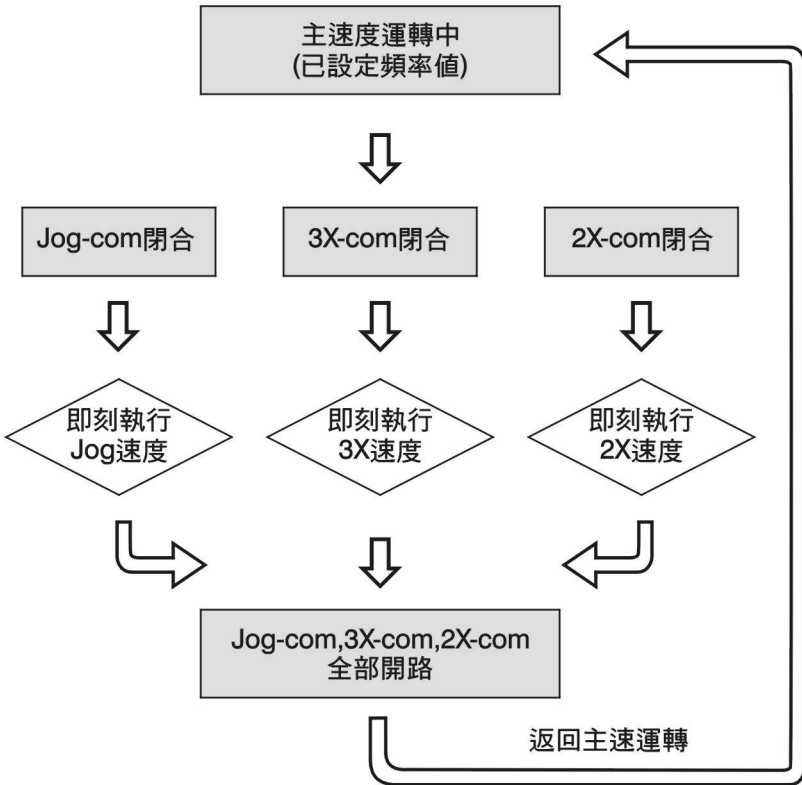 主速度運轉中
(已設定頻率值)
Jog-com閉合
3X-com閉合
2X-com閉合
即刻執行
Jog速度
即刻執行
3X速度
即刻執行
2X速度
Jog-com,3X-com,2X-com
全部開路
返回主速運轉